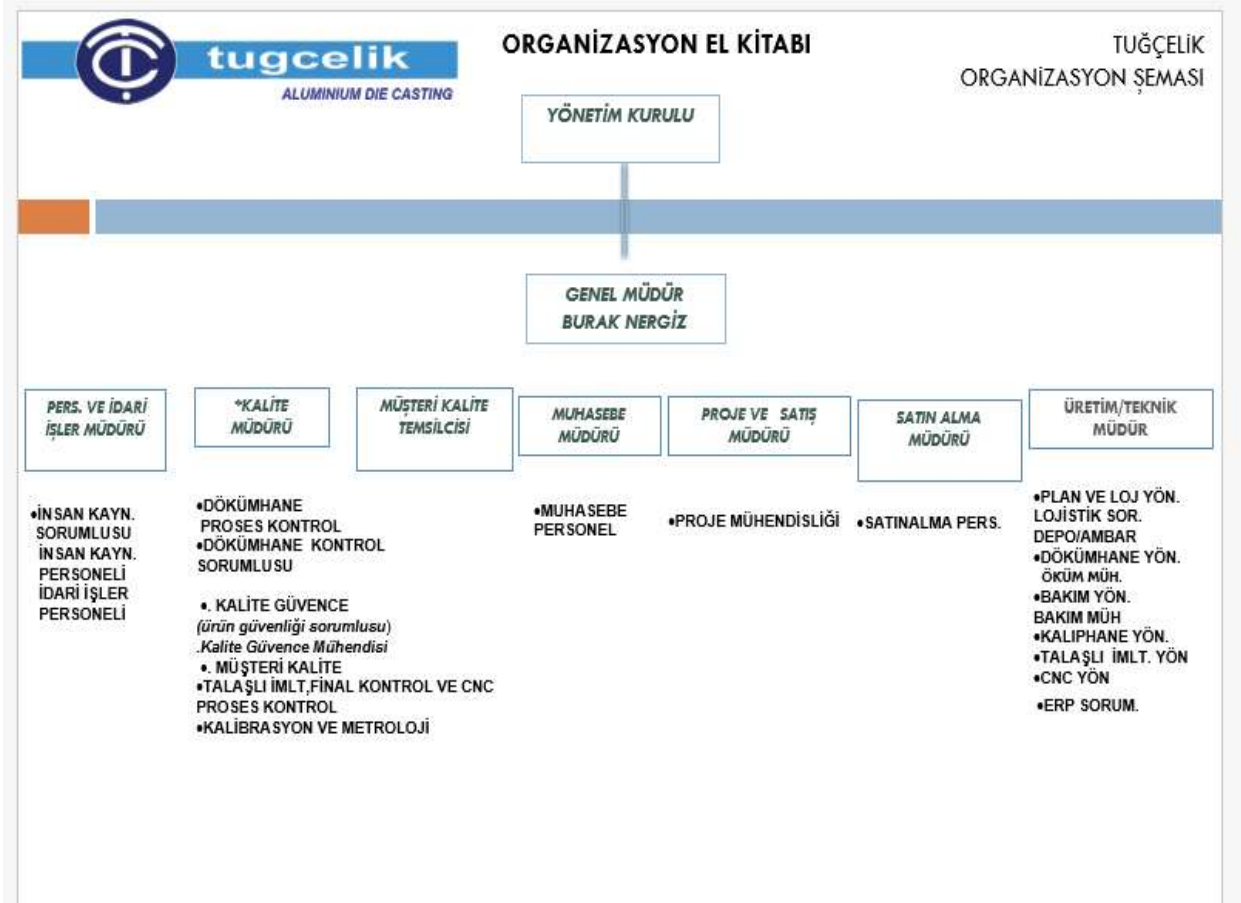 tugcelik
ALUMINIUM DIE CASTING
ORGANİZASYON EL KİTABI
TUĞÇELİK
ORGANİZASYON ŞEMASI
YÖNETİM KURULU
GENEL MÜDÜR
BURAK NERGİZ
PERS. VE İDARİ
İŞLER MÜDÜRÜ
*KALİTE
MÜDÜRÜ
MÜŞTERİ KALİTE
TEMSİLCİSİ
MUHASEBE
MÜDÜRÜ
PROJE VE SATIŞ
MÜDÜRÜ
SATIN ALMA
MÜDÜRÜ
ÜRETİM/TEKNİK
MÜDÜR
•İNSAN KAYN.
SORUMLUSU
İNSAN KAYN.
PERSONELİ
İDARİ İŞLER
PERSONELİ
•DÖKÜMHANE
PROSES KONTROL
•DÖKÜMHANE KONTROL
SORUMLUSU
•. KALİTE GÜVENCE
(ürün güvenliği sorumlusu)
.Kalite Güvence Mühendisi
•. MÜŞTERİ KALİTE
•TALAŞLI İMLT,FİNAL KONTROL VE CNC
PROSES KONTROL
•KALİBRASYON VE METROLOJİ
•MUHASEBE
PERSONEL
•PROJE MÜHENDİSLİĞİ
•SATINALMA PERS.
•PLAN VE LOJ YÖN.
LOJİSTİK SOR.
DEPO/AMBAR
•DÖKÜMHANE YÖN.
ÖKÜM MÜH.
•BAKIM YÖN.
BAKIM MÜH
•KALIPHANE YÖN.
•TALAŞLI İMLT. YÖN
•CNC YÖN
•ERP SORUM.